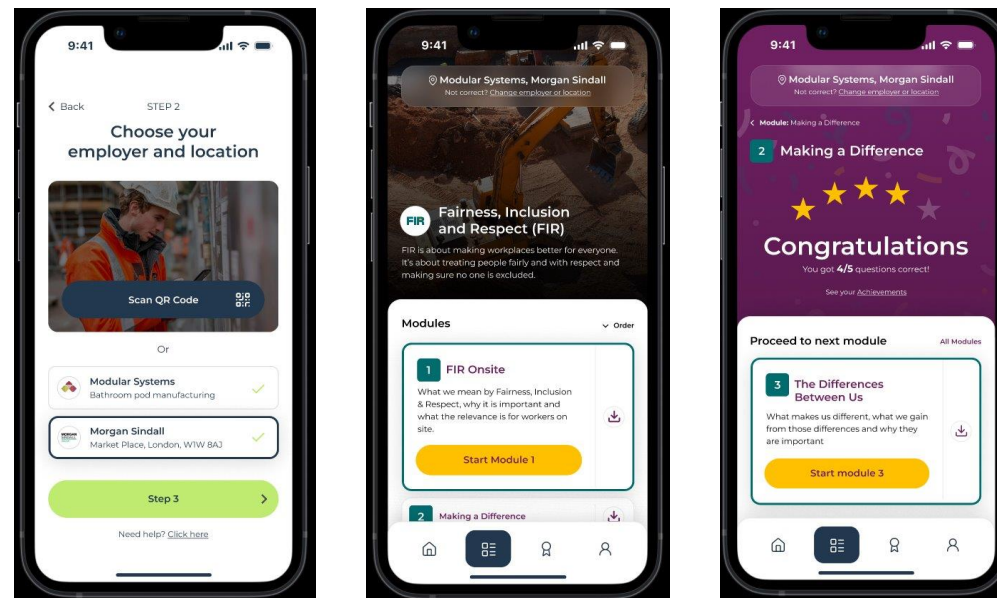 9:41
Back
STEP 2
Choose your
employer and location
Scan QR Code
Or
Modular Systems
Bathroom pod manufacturing
Morgan Sindall
Market Place, London, W1W 8AJ
Step 3
Need help? Click here
9:41
Modular Systems, Morgan Sindall
Not correct? Change employer or location
FIR
Fairness, Inclusion
and Respect (FIR)
FIR is about making workplaces better for everyone.
It's about treating people fairly and with respect and
making sure no one is excluded.
Modules
Order
1 FIR Onsite
What we mean by Fairness, Inclusion
& Respect, why it is important and
what the relevance is for workers on
site.
Start Module 1
2 Making a Difference
9:41
Modular Systems, Morgan Sindall
Not correct? Change employer or location
Module: Making a Difference
2 Making a Difference
Congratulations
You got 4/5 questions correct!
See your Achievements
Proceed to next module
All Modules
3 The Differences
Between Us
What makes us different, what we gain
from those differences and why they
are important
Start module 3